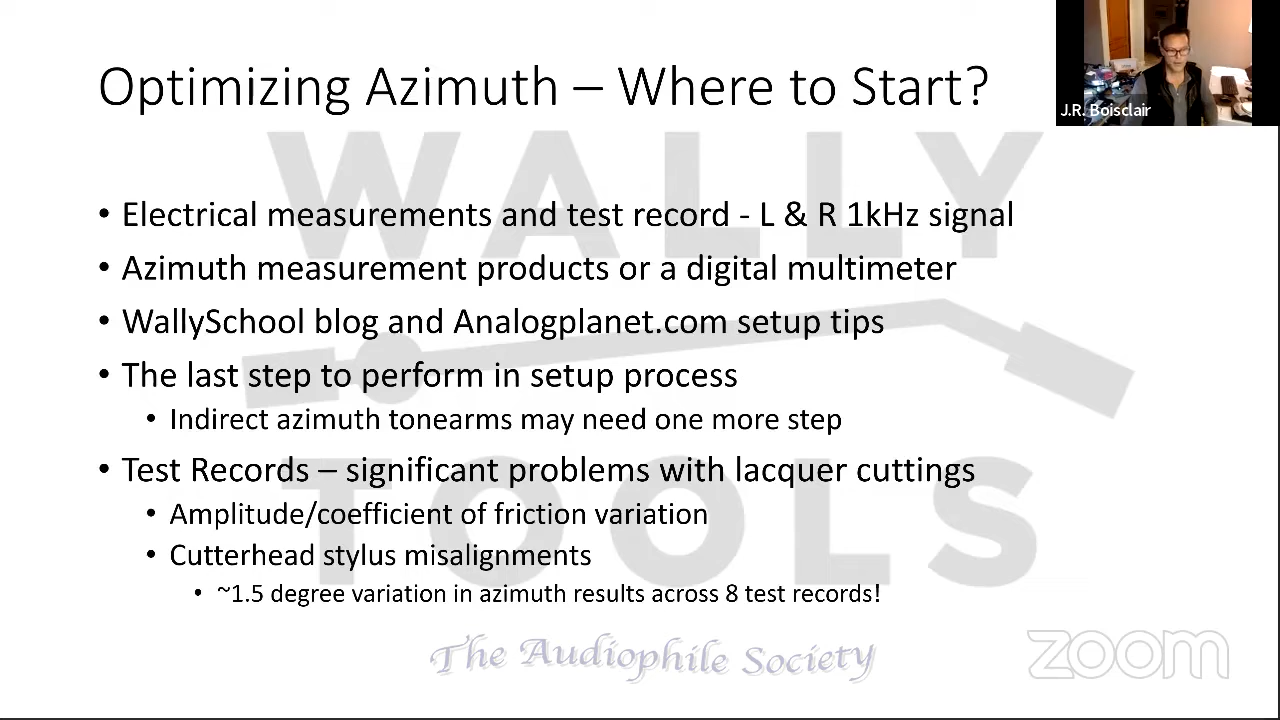 Optimizing Azimuth – Where to Start?
J.R. Boisclair
WALLY
TOOLS
• Electrical measurements and test record - L & R 1kHz signal
• Azimuth measurement products or a digital multimeter
• WallySchool blog and Analogplanet.com setup tips
• The last step to perform in setup process
• Indirect azimuth tonearms may need one more step
• Test Records – significant problems with lacquer cuttings
• Amplitude/coefficient of friction variation
• Cutterhead stylus misalignments
• ~1.5 degree variation in azimuth results across 8 test records!
The Audiophile Society
zoom